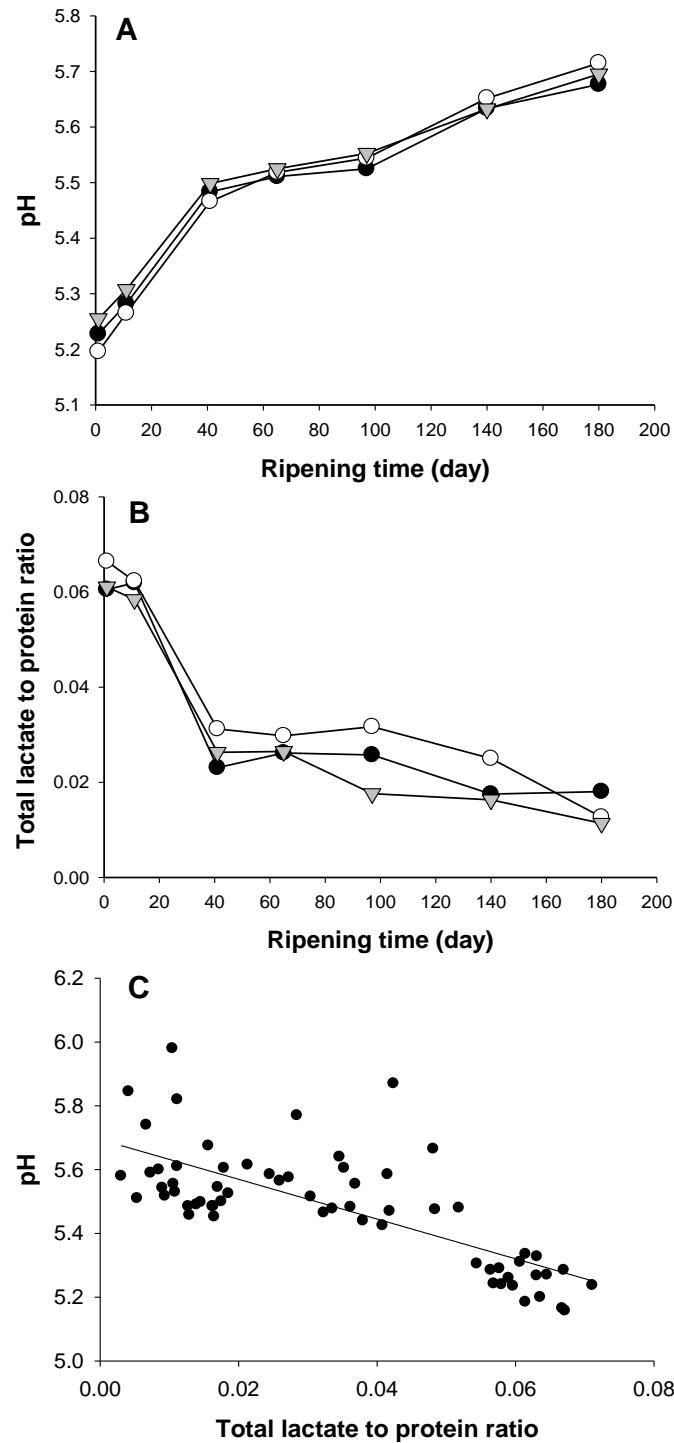 A
5.8
5.7
5.6
5.5
5.4
5.3
5.2
5.1
pH
0 20 40 60 80 100 120 140 160 180 200
Ripening time (day)
B
0.08
0.06
0.04
0.02
0.00
Total lactate to protein ratio
0 20 40 60 80 100 120 140 160 180 200
Ripening time (day)
C
6.2
6.0
5.8
5.6
5.4
5.2
5.0
pH
0.00 0.02 0.04 0.06 0.08
Total lactate to protein ratio